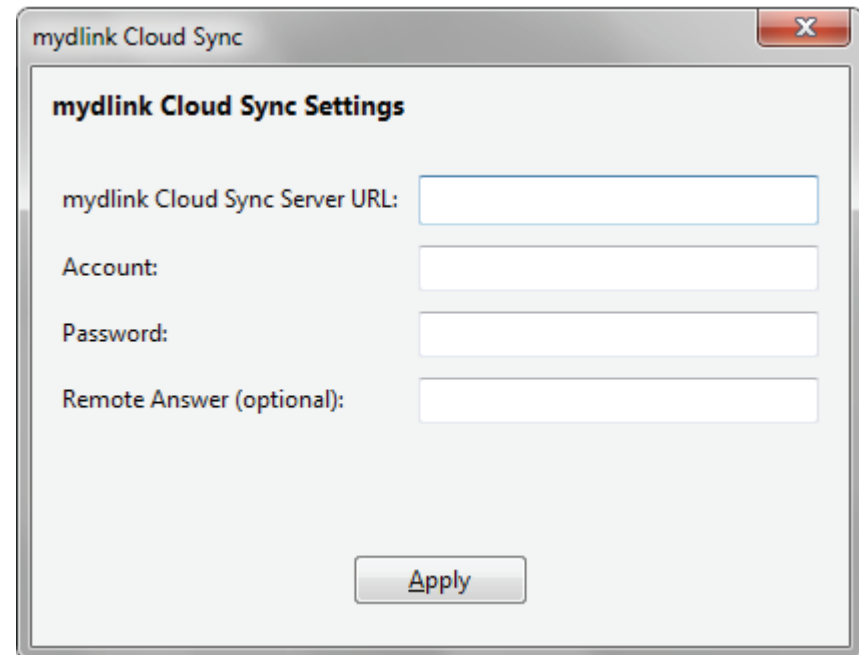 mydlink Cloud Sync
mydlink Cloud Sync Settings
mydlink Cloud Sync Server URL:
Account:
Password:
Remote Answer (optional):
Apply